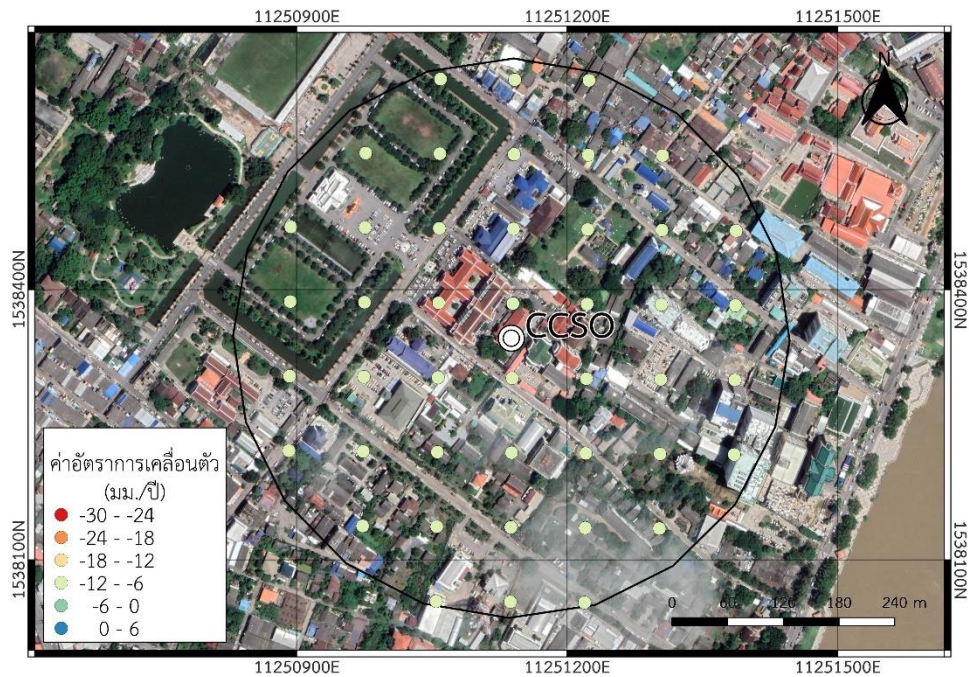 11250900E 11251200E 11251500E
N
1538400N 1538400N
CCSO
ค่าอัตราการเคลื่อนตัว
(มม./ปี)
-30 - -24
-24 - -18
-18 - -12
-12 - -6
-6 - 0
0 - 6
1538100N 1538100N
0 60 120 180 240 m
11250900E 11251200E 11251500E